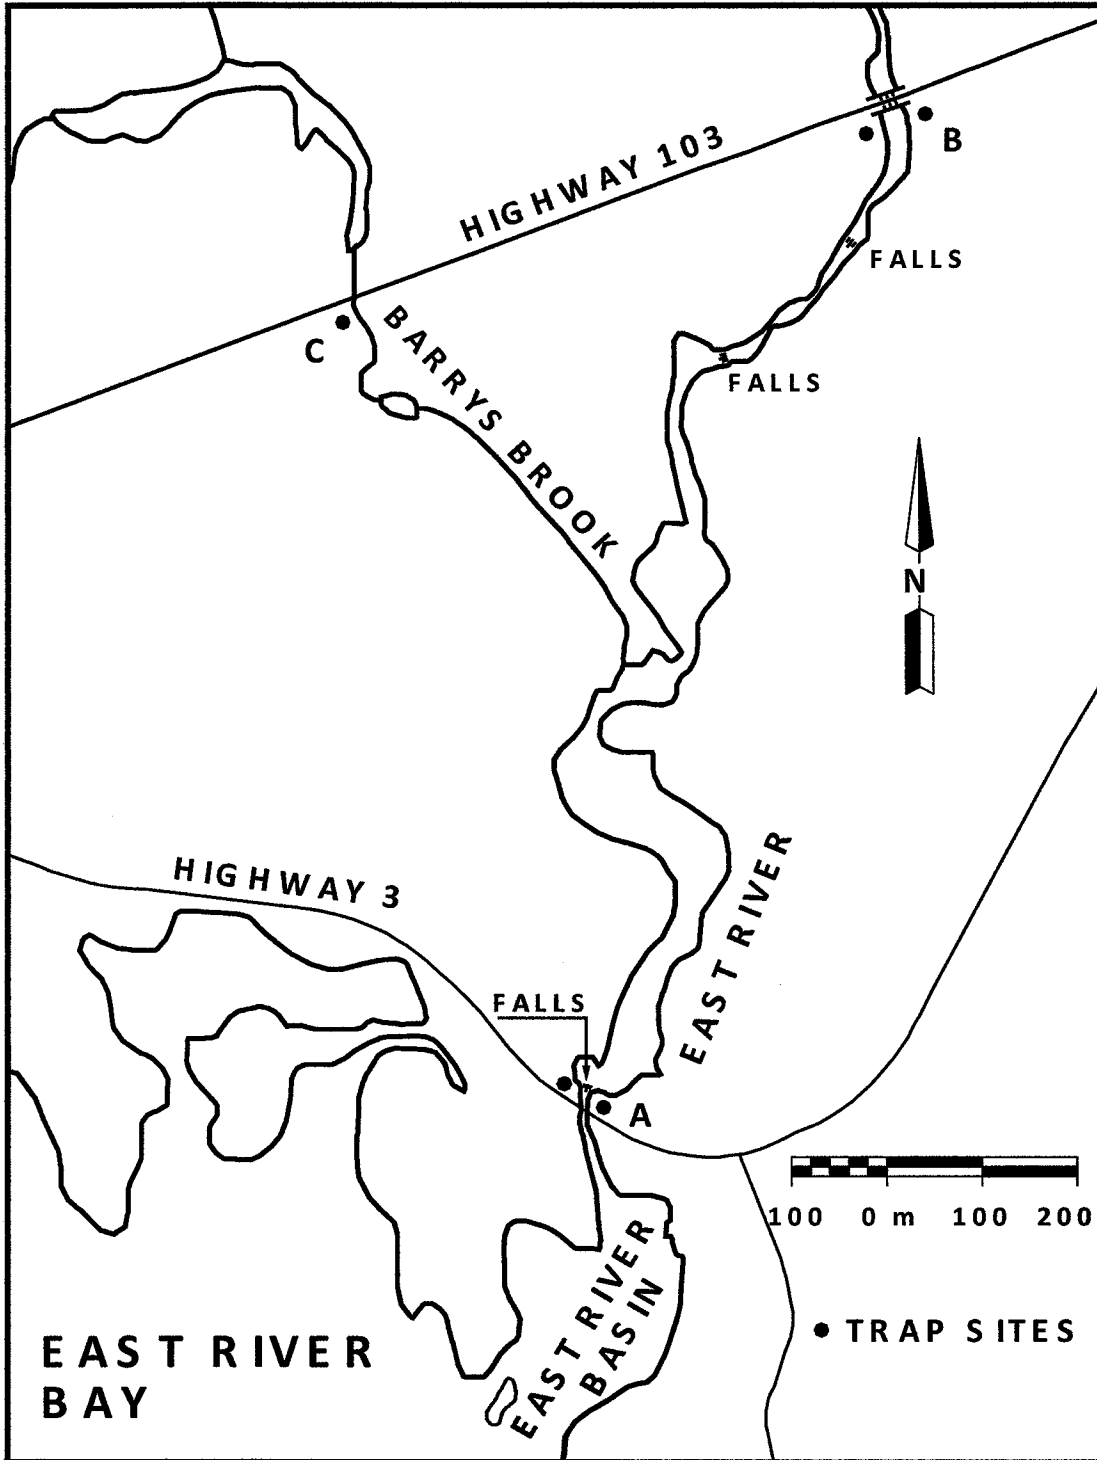 HIGHWAY 103
B
FALLS
C
BARRYS BROOK
FALLS
N
HIGHWAY 3
EAST RIVER
FALLS
A
100 0 m 100 200
EAST RIVER
BASIN
TRAP SITES
EAST RIVER
BAY